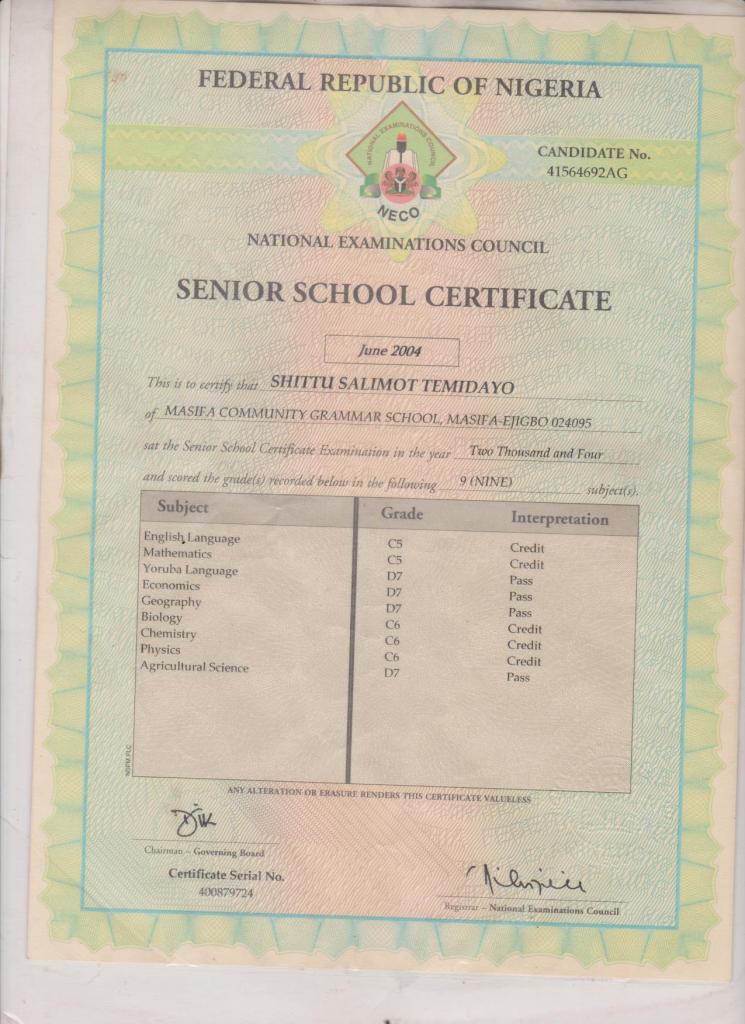 FEDERAL REPUBLIC OF NIGERIA
NATIONAL EXAMINATIONS COUNCIL
NECO
CANDIDATE No.
41564692AG
NATIONAL EXAMINATIONS COUNCIL
SENIOR SCHOOL CERTIFICATE
June 2004
This is to certify that SHITTU SALIMOT TEMIDAYO
of MASIFA COMMUNITY GRAMMAR SCHOOL, MASIFA-EJIGBO 024095
sat the Senior School Certificate Examination in the year Two Thousand and Four
and scored the grade(s) recorded below in the following 9 (NINE) subject(s).
Subject Grade Interpretation
English Language C5 Credit
Mathematics C5 Credit
Yoruba Language D7 Pass
Economics D7 Pass
Geography D7 Pass
Biology C6 Credit
Chemistry C6 Credit
Physics C6 Credit
Agricultural Science D7 Pass
NSPM PLC
ANY ALTERATION OR ERASURE RENDERS THIS CERTIFICATE VALUELESS
Chairman – Governing Board
Certificate Serial No.
400879724
Registrar – National Examinations Council